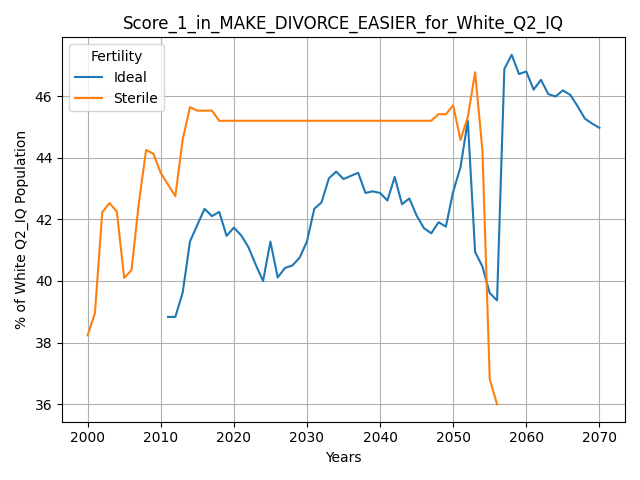 Score_1_in_MAKE_DIVORCE_EASIER_for_White_Q2_IQ
Fertility
Ideal
Sterile
% of White Q2_IQ Population
46
44
42
40
38
36
2000 2010 2020 2030 2040 2050 2060 2070
Years